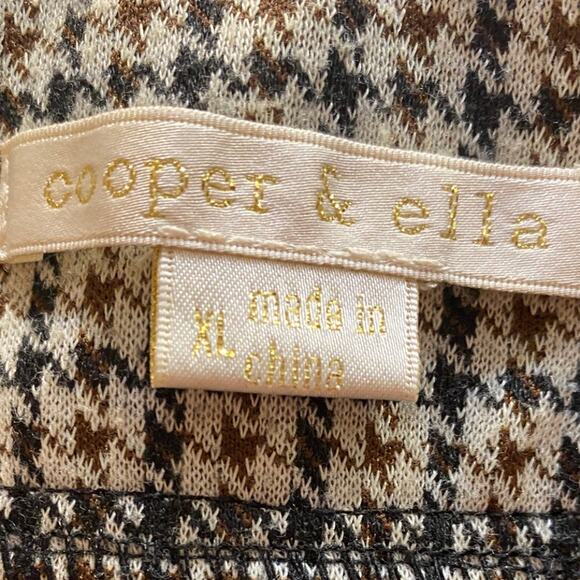 cooper & ella
made in
XL china